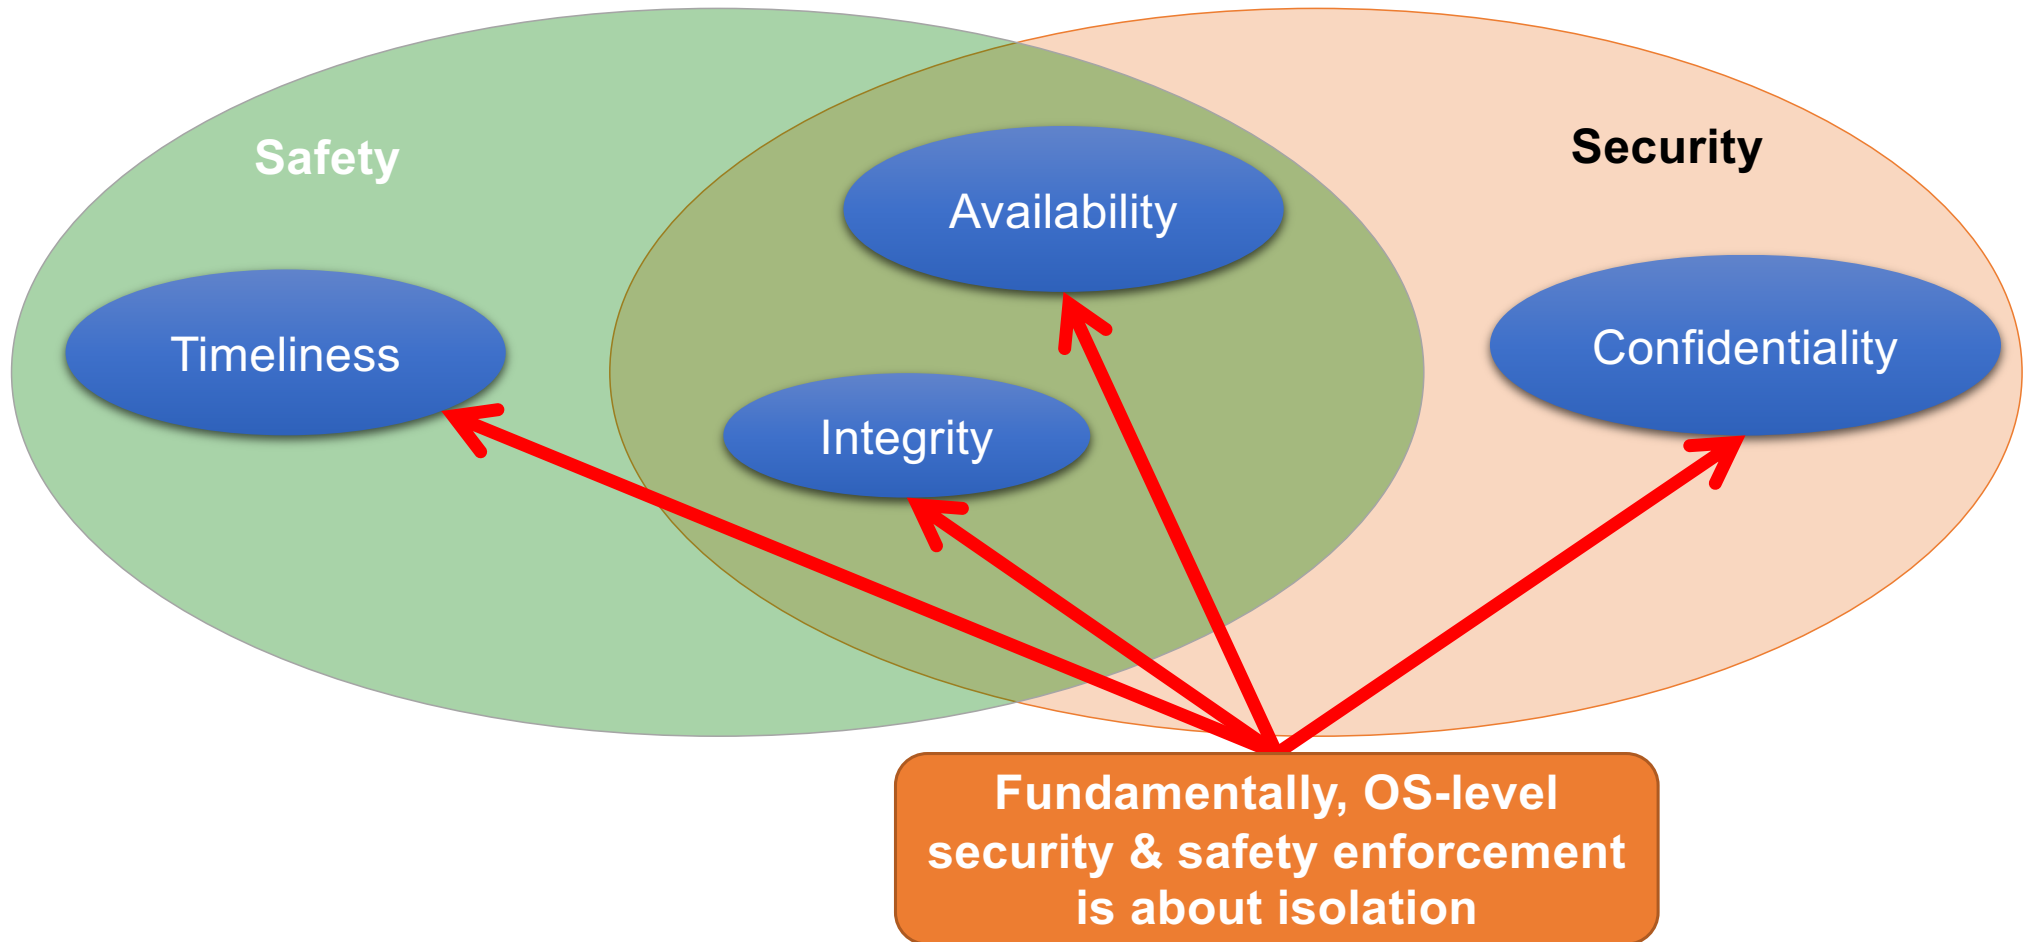 Safety
Security
Availability
Timeliness
Confidentiality
Integrity
Fundamentally, OS-level
security & safety enforcement
is about isolation